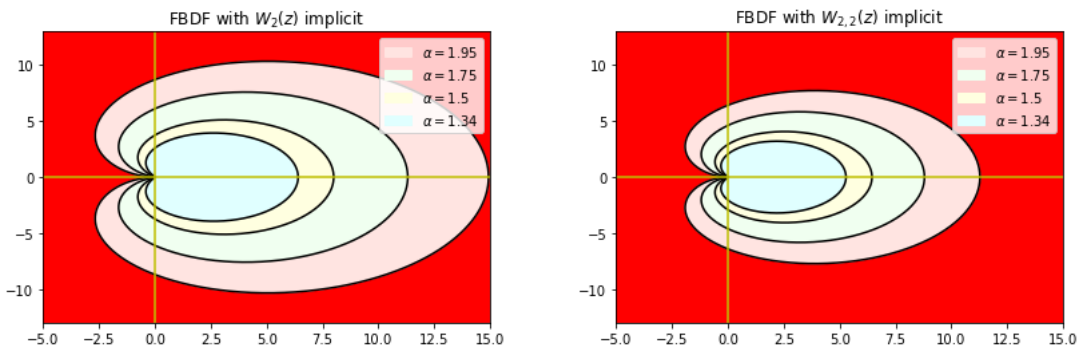 FBDF with W₂(z) implicit
α = 1.95
α = 1.75
α = 1.5
α = 1.34
10
5
0
−5
−10
−5.0 −2.5 0.0 2.5 5.0 7.5 10.0 12.5 15.0
FBDF with W₂,₂(z) implicit
α = 1.95
α = 1.75
α = 1.5
α = 1.34
10
5
0
−5
−10
−5.0 −2.5 0.0 2.5 5.0 7.5 10.0 12.5 15.0